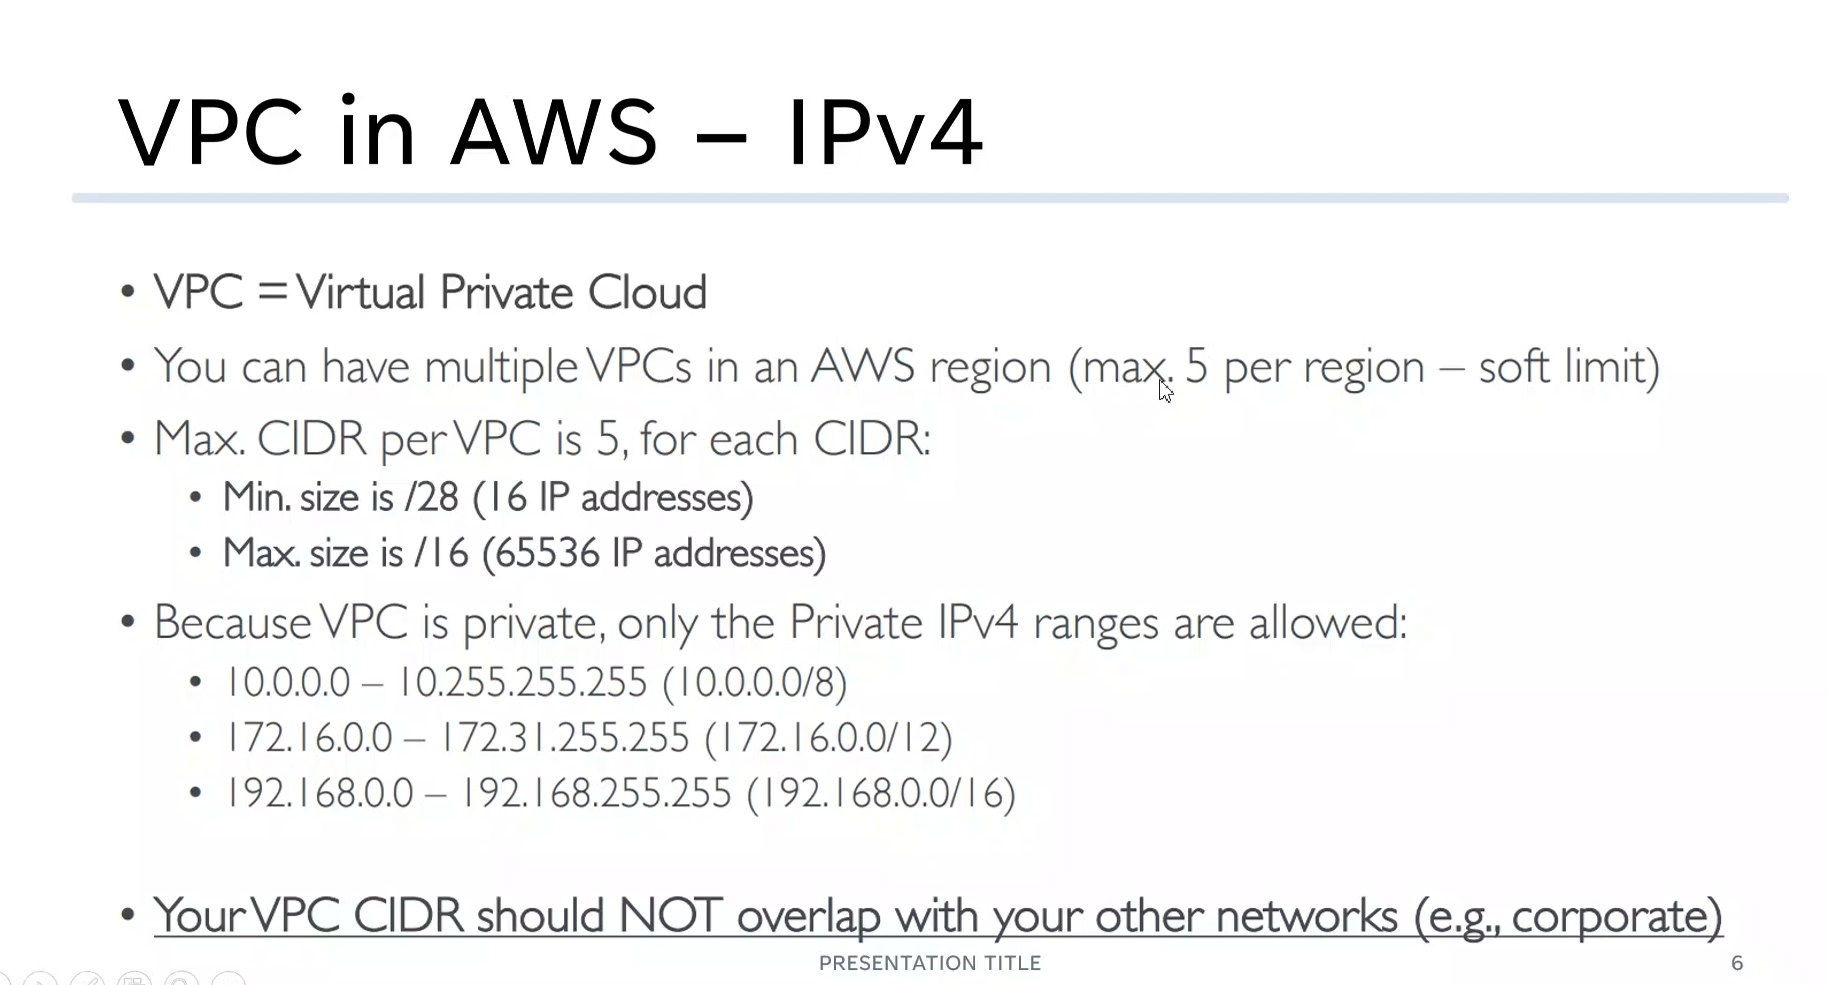 VPC in AWS – IPv4
• VPC = Virtual Private Cloud
• You can have multiple VPCs in an AWS region (max. 5 per region – soft limit)
• Max. CIDR per VPC is 5, for each CIDR:
• Min. size is /28 (16 IP addresses)
• Max. size is /16 (65536 IP addresses)
• Because VPC is private, only the Private IPv4 ranges are allowed:
• 10.0.0.0 – 10.255.255.255 (10.0.0.0/8)
• 172.16.0.0 – 172.31.255.255 (172.16.0.0/12)
• 192.168.0.0 – 192.168.255.255 (192.168.0.0/16)
• Your VPC CIDR should NOT overlap with your other networks (e.g., corporate)
PRESENTATION TITLE
6